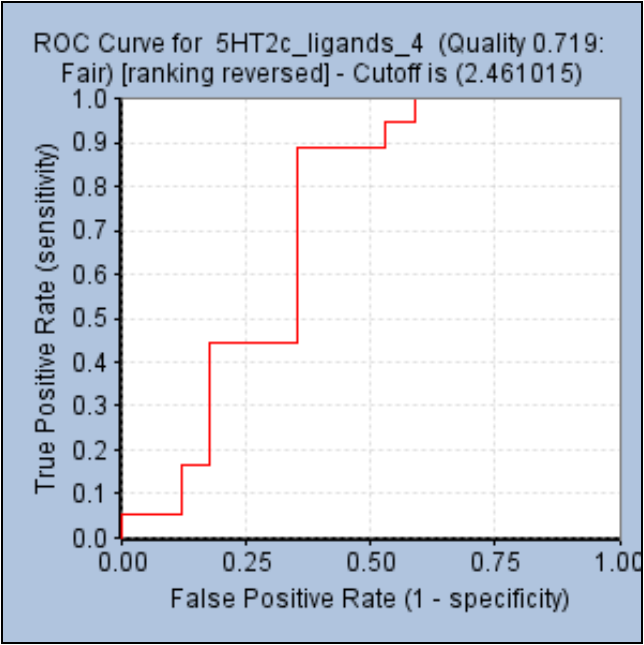 ROC Curve for 5HT2c_ligands_4 (Quality 0.719:
Fair) [ranking reversed] - Cutoff is (2.461015)
True Positive Rate (sensitivity)
1.0
0.9
0.8
0.7
0.6
0.5
0.4
0.3
0.2
0.1
0.0
0.00 0.25 0.50 0.75 1.00
False Positive Rate (1 - specificity)